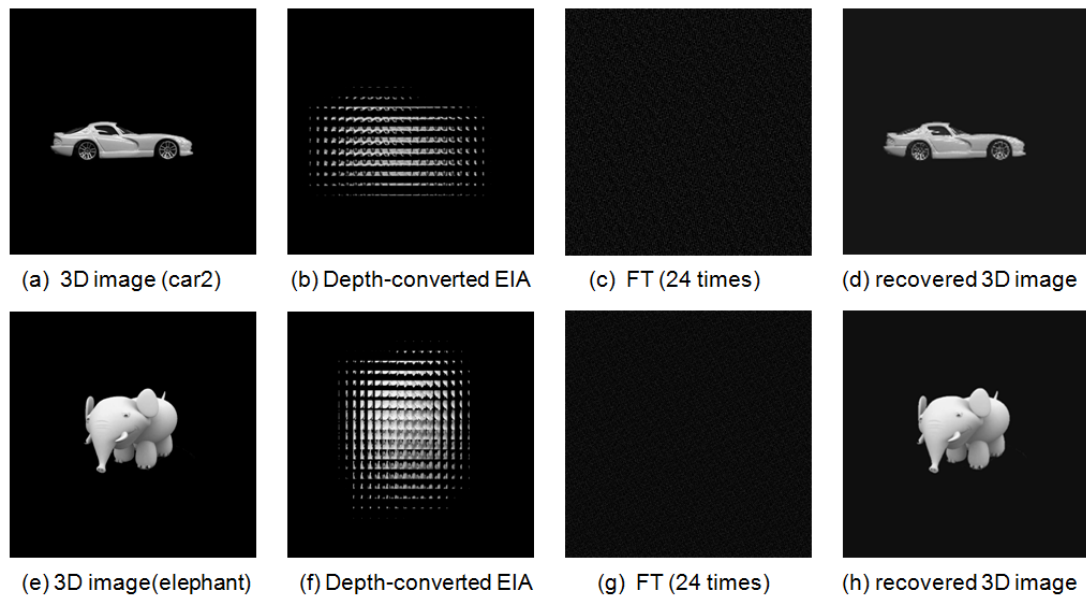 (a) 3D image (car2)
(b) Depth-converted EIA
(c) FT (24 times)
(d) recovered 3D image
(e) 3D image(elephant)
(f) Depth-converted EIA
(g) FT (24 times)
(h) recovered 3D image